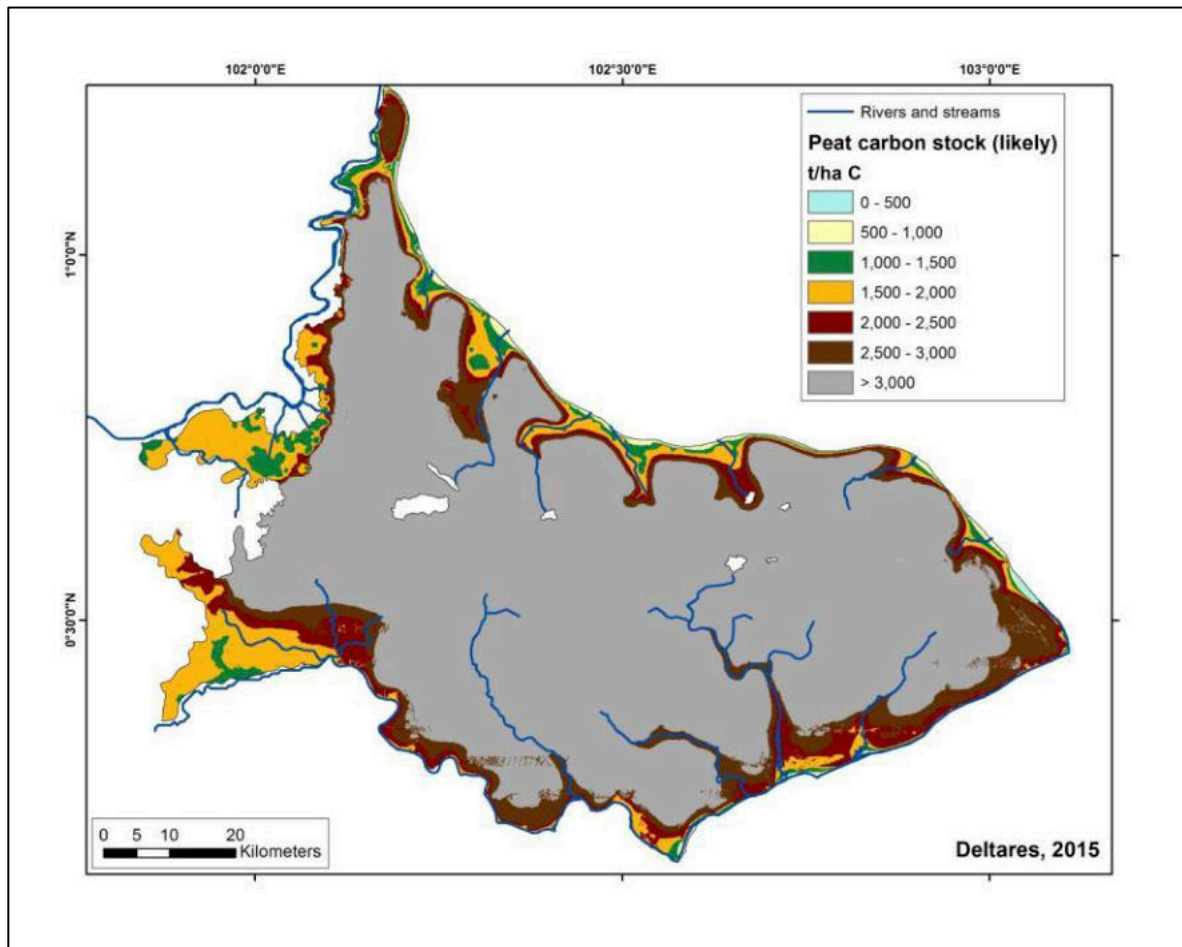 102°0'0"E
102°30'0"E
103°0'0"E
Rivers and streams
Peat carbon stock (likely)
t/ha C
0 - 500
500 - 1,000
1,000 - 1,500
1,500 - 2,000
2,000 - 2,500
2,500 - 3,000
> 3,000
1°0'0"N
0°30'0"N
0 5 10 20
Kilometers
Deltares, 2015